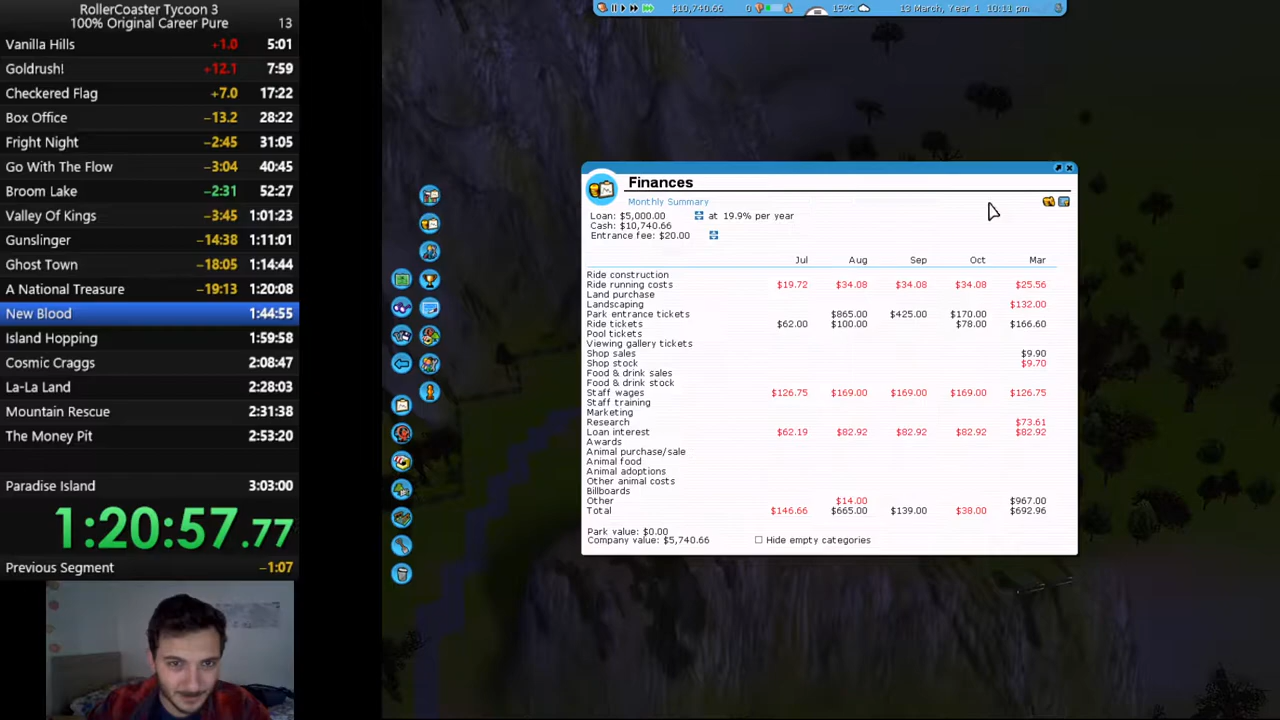 RollerCoaster Tycoon 3
100% Original Career Pure 13
Vanilla Hills +1.0 5:01
Goldrush! +12.1 7:59
Checkered Flag +7.0 17:22
Box Office −13.2 28:22
Fright Night −2:45 31:05
Go With The Flow −3:04 40:45
Broom Lake −2:31 52:27
Valley Of Kings −3:45 1:01:23
Gunslinger −14:38 1:11:01
Ghost Town −18:05 1:14:44
A National Treasure −19:13 1:20:08
New Blood 1:44:55
Island Hopping 1:59:58
Cosmic Craggs 2:08:47
La-La Land 2:28:03
Mountain Rescue 2:31:38
The Money Pit 2:53:20
Paradise Island 3:03:00
1:20:57.77
Previous Segment −1:07
$10,740.66 0 15°C 13 March, Year 1 10:11 pm
Finances
Monthly Summary
Loan: $5,000.00 at 19.9% per year
Cash: $10,740.66
Entrance fee: $20.00
Jul Aug Sep Oct Mar
Ride construction
Ride running costs $19.72 $34.08 $34.08 $34.08 $25.56
Land purchase
Landscaping $132.00
Park entrance tickets $865.00 $425.00 $170.00
Ride tickets $62.00 $100.00 $78.00 $166.60
Pool tickets
Viewing gallery tickets
Shop sales $9.90
Shop stock $9.70
Food & drink sales
Food & drink stock
Staff wages $126.75 $169.00 $169.00 $169.00 $126.75
Staff training
Marketing
Research $73.61
Loan interest $62.19 $82.92 $82.92 $82.92 $82.92
Awards
Animal purchase/sale
Animal food
Animal adoptions
Other animal costs
Billboards
Other $14.00 $967.00
Total $146.66 $665.00 $139.00 $38.00 $692.96
Park value: $0.00
Company value: $5,740.66 Hide empty categories